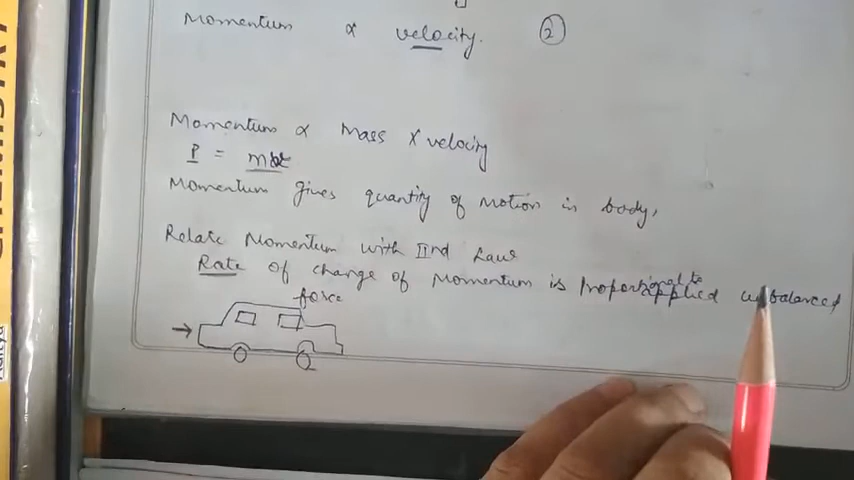 Momentum ∝ velocity. ②
Momentum ∝ Mass × velocity
P = mv
Momentum gives quantity of Motion in body,
Relate Momentum with IInd Law
Rate of change of Momentum is Proportional to applied unbalanced
force